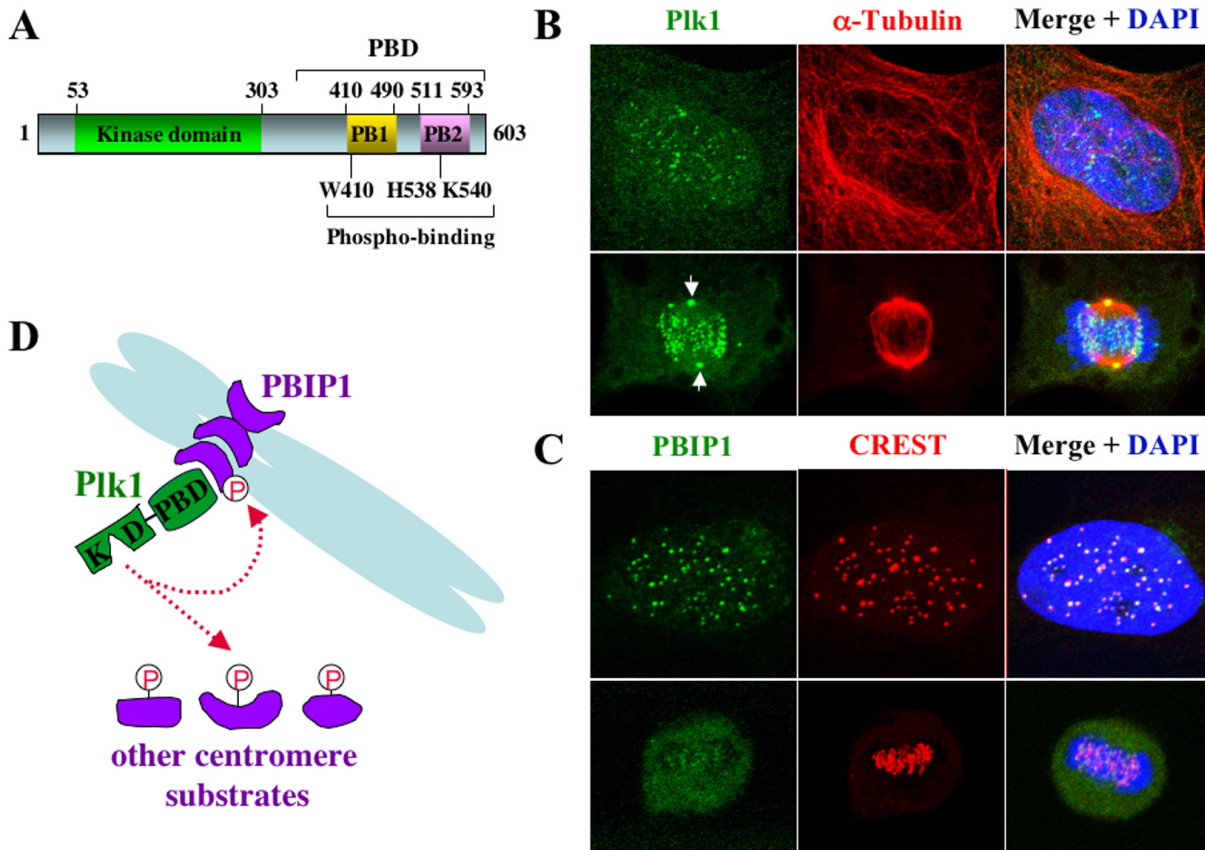 A
PBD
53 303 410 490 511 593
1 Kinase domain PB1 PB2 603
W410 H538 K540
Phospho-binding
B
Plk1 α-Tubulin Merge + DAPI
D
PBIP1
Plk1
K D PBD
P
P P P
other centromere
substrates
C
PBIP1 CREST Merge + DAPI